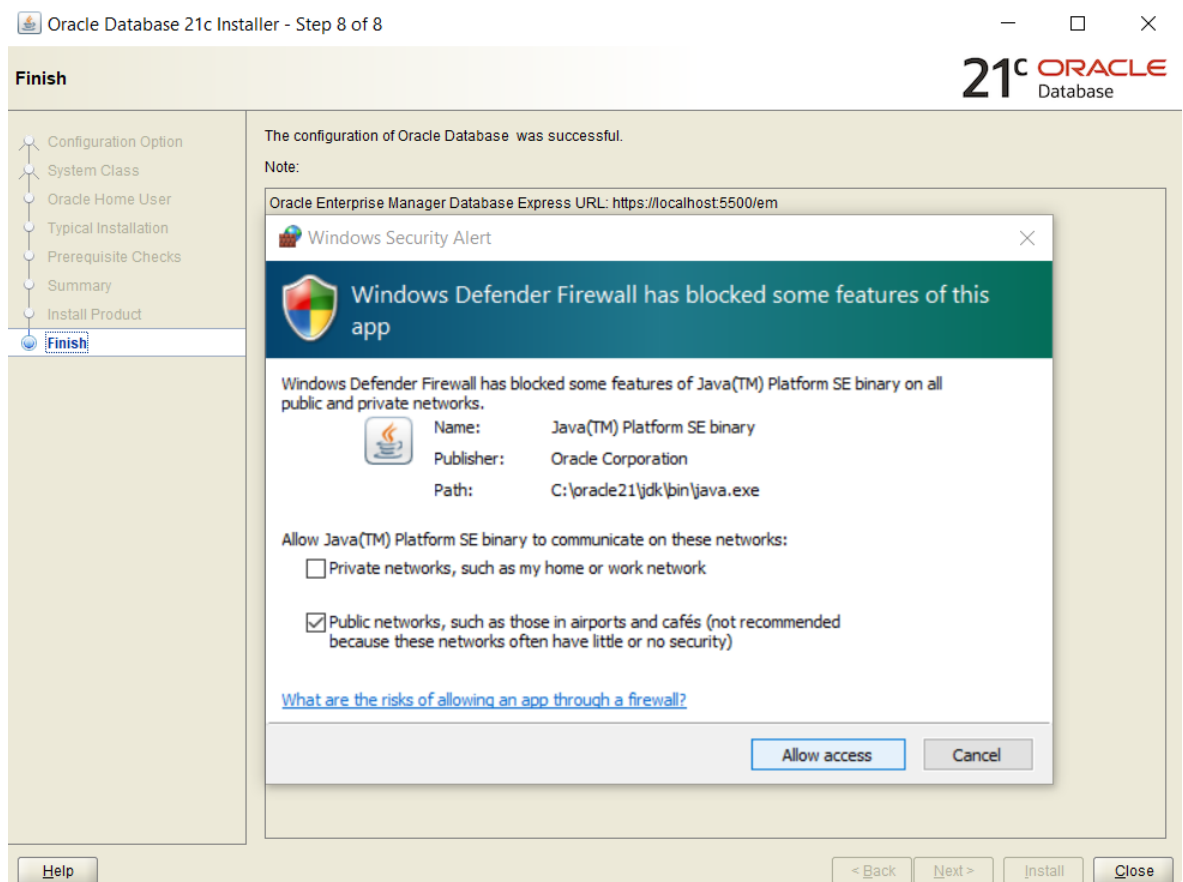 Oracle Database 21c Installer - Step 8 of 8
Finish
21c ORACLE
Database
Configuration Option
System Class
Oracle Home User
Typical Installation
Prerequisite Checks
Summary
Install Product
Finish
The configuration of Oracle Database  was successful.
Note:
Oracle Enterprise Manager Database Express URL: https://localhost:5500/em
Windows Security Alert
Windows Defender Firewall has blocked some features of this
app
Windows Defender Firewall has blocked some features of Java(TM) Platform SE binary on all
public and private networks.
Name: Java(TM) Platform SE binary
Publisher: Oracle Corporation
Path: C:\oracle21\jdk\bin\java.exe
Allow Java(TM) Platform SE binary to communicate on these networks:
Private networks, such as my home or work network
Public networks, such as those in airports and cafés (not recommended
because these networks often have little or no security)
What are the risks of allowing an app through a firewall?
Allow access Cancel
Help < Back Next > Install Close